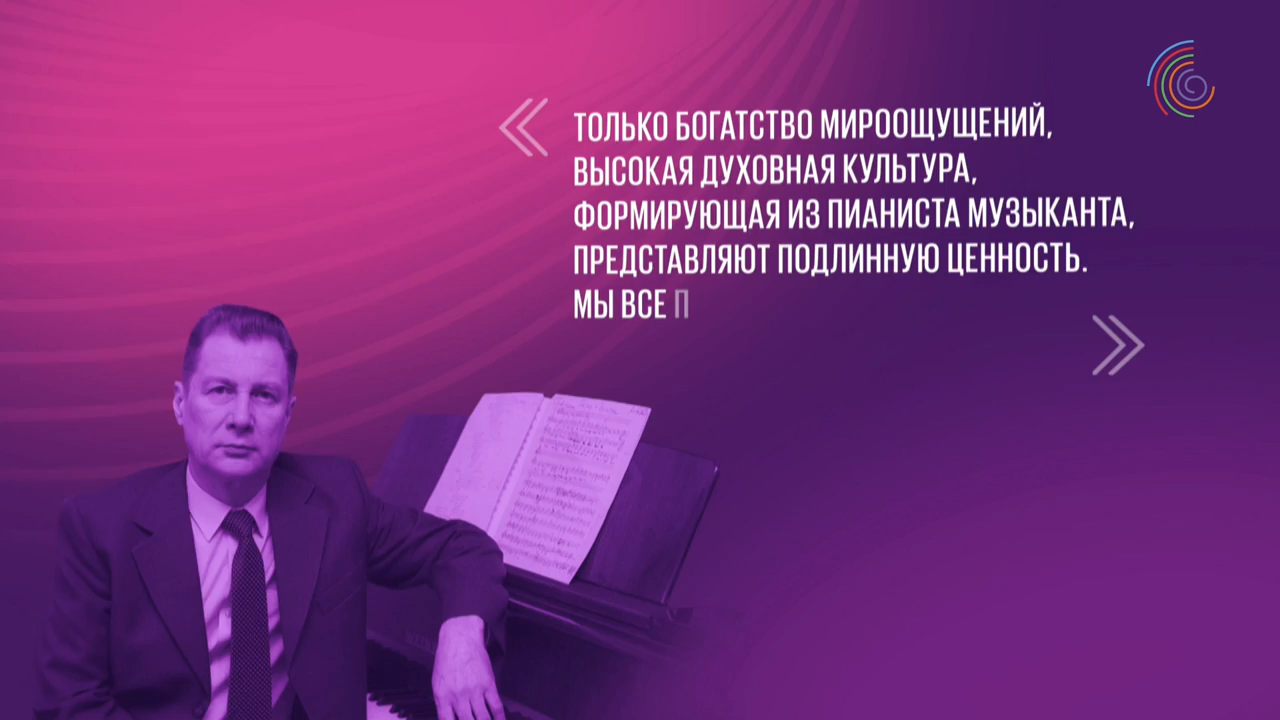 ТОЛЬКО БОГАТСТВО МИРООЩУЩЕНИЙ,
ВЫСОКАЯ ДУХОВНАЯ КУЛЬТУРА,
ФОРМИРУЮЩАЯ ИЗ ПИАНИСТА МУЗЫКАНТА,
ПРЕДСТАВЛЯЮТ ПОДЛИННУЮ ЦЕННОСТЬ.
МЫ ВСЕ П